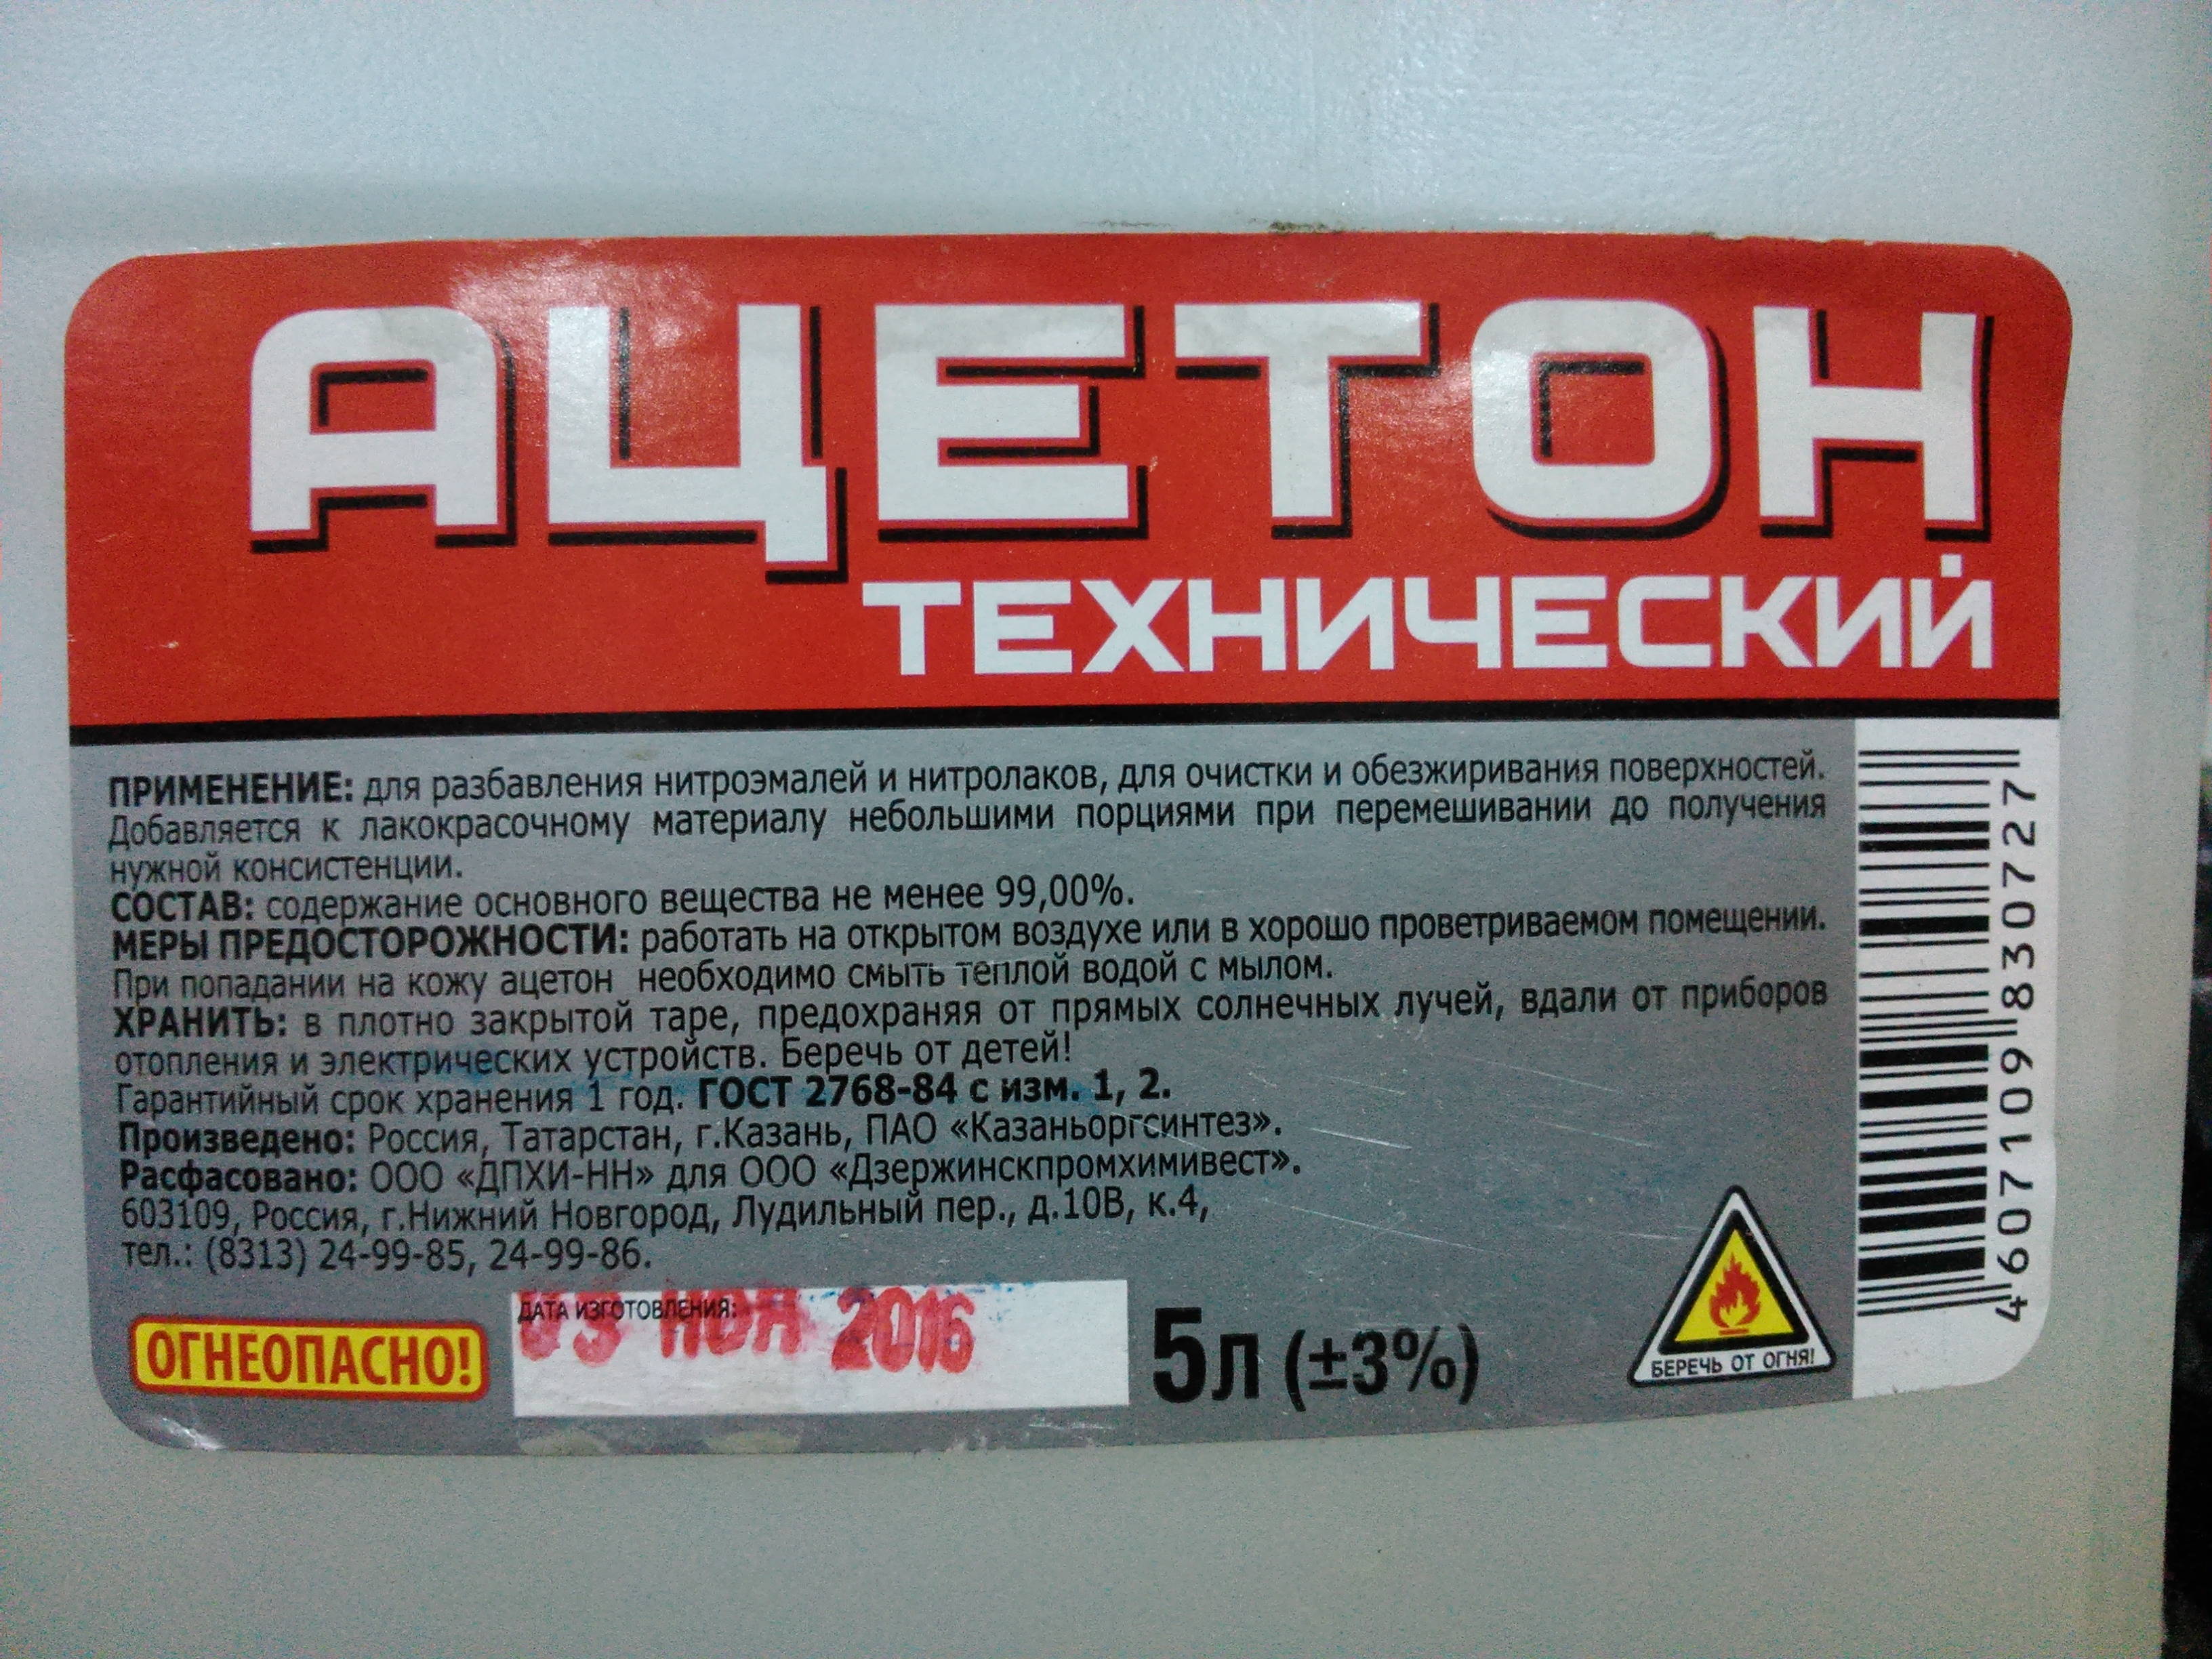 АЦЕТОН
ТЕХНИЧЕСКИЙ
ПРИМЕНЕНИЕ: для разбавления нитроэмалей и нитролаков, для очистки и обезжиривания поверхностей.
Добавляется к лакокрасочному материалу небольшими порциями при перемешивании до получения
нужной консистенции.
СОСТАВ: содержание основного вещества не менее 99,00%.
МЕРЫ ПРЕДОСТОРОЖНОСТИ: работать на открытом воздухе или в хорошо проветриваемом помещении.
При попадании на кожу ацетон необходимо смыть теплой водой с мылом.
ХРАНИТЬ: в плотно закрытой таре, предохраняя от прямых солнечных лучей, вдали от приборов
отопления и электрических устройств. Беречь от детей!
Гарантийный срок хранения 1 год. ГОСТ 2768-84 с изм. 1, 2.
Произведено: Россия, Татарстан, г.Казань, ПАО «Казаньоргсинтез».
Расфасовано: ООО «ДПХИ-НН» для ООО «Дзержинскпромхимивест».
603109, Россия, г.Нижний Новгород, Лудильный пер., д.10В, к.4,
тел.: (8313) 24-99-85, 24-99-86.
ОГНЕОПАСНО!
ДАТА ИЗГОТОВЛЕНИЯ:
НОЯ 2016
5л (±3%)
БЕРЕЧЬ ОТ ОГНЯ!
4607109830727